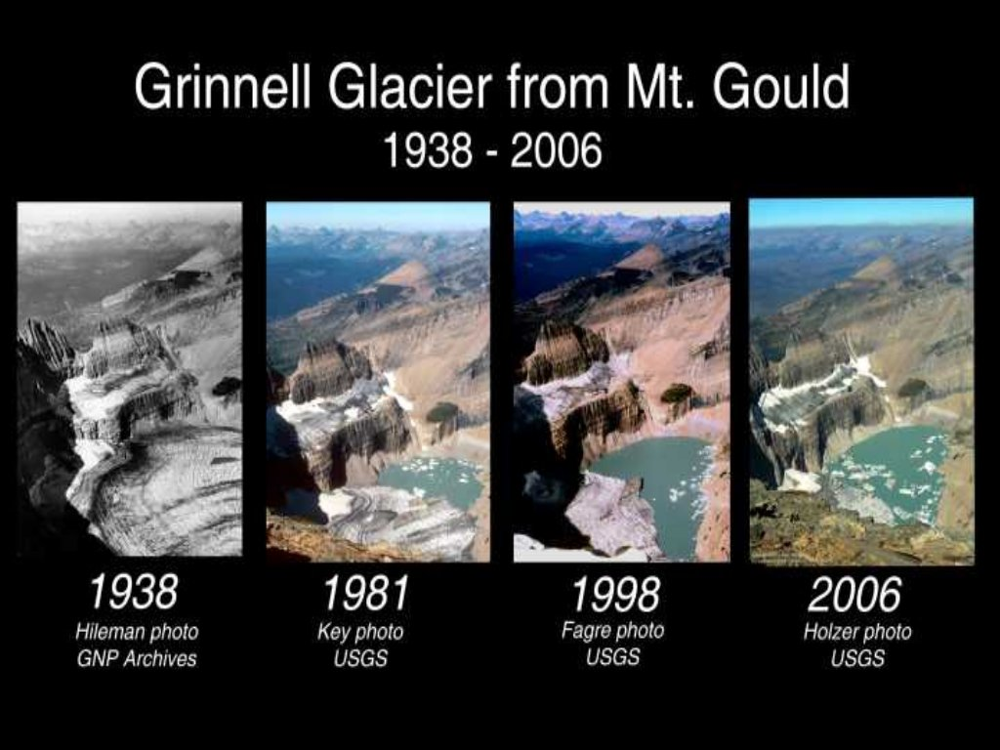 Grinnell Glacier from Mt. Gould
1938 - 2006
1938
Hileman photo
GNP Archives
1981
Key photo
USGS
1998
Fagre photo
USGS
2006
Holzer photo
USGS